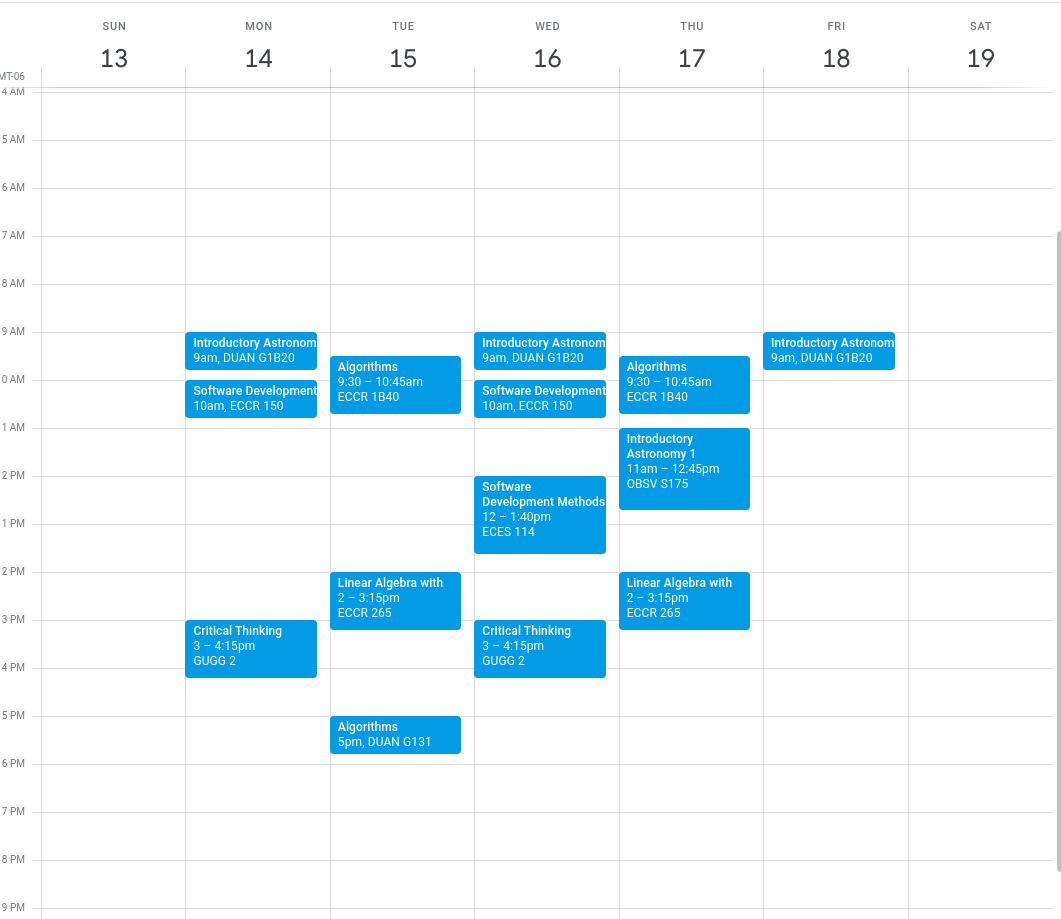 SUN
MON
TUE
WED
THU
FRI
SAT
13
14
15
16
17
18
19
MT-06
4 AM
5 AM
6 AM
7 AM
8 AM
9 AM
0 AM
1 AM
2 PM
1 PM
2 PM
3 PM
4 PM
5 PM
6 PM
7 PM
8 PM
9 PM
Introductory Astronom
9am, DUAN G1B20
Software Development
10am, ECCR 150
Critical Thinking
3 – 4:15pm
GUGG 2
Algorithms
9:30 – 10:45am
ECCR 1B40
Linear Algebra with
2 – 3:15pm
ECCR 265
Algorithms
5pm, DUAN G131
Introductory Astronom
9am, DUAN G1B20
Software Development
10am, ECCR 150
Software
Development Methods
12 – 1:40pm
ECES 114
Critical Thinking
3 – 4:15pm
GUGG 2
Algorithms
9:30 – 10:45am
ECCR 1B40
Introductory
Astronomy 1
11am – 12:45pm
OBSV S175
Linear Algebra with
2 – 3:15pm
ECCR 265
Introductory Astronom
9am, DUAN G1B20